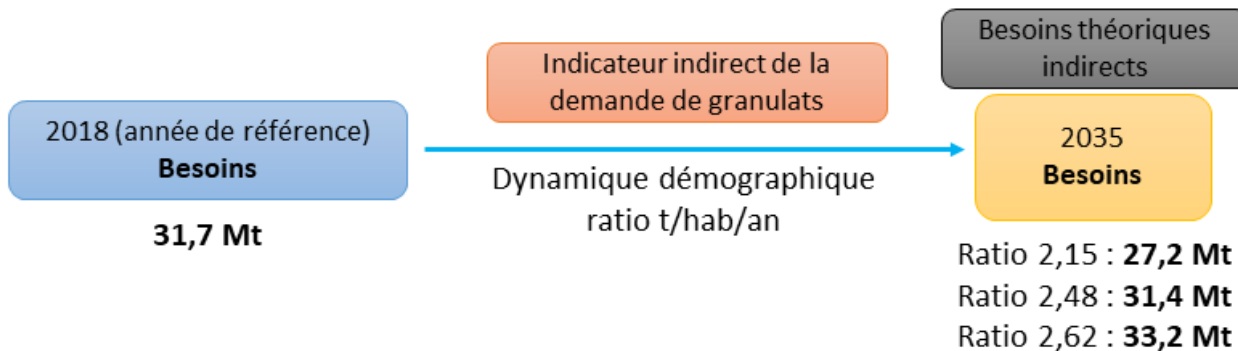 2018 (année de référence)
Besoins
31,7 Mt
Indicateur indirect de la
demande de granulats
Dynamique démographique
ratio t/hab/an
Besoins théoriques
indirects
2035
Besoins
Ratio 2,15 : 27,2 Mt
Ratio 2,48 : 31,4 Mt
Ratio 2,62 : 33,2 Mt